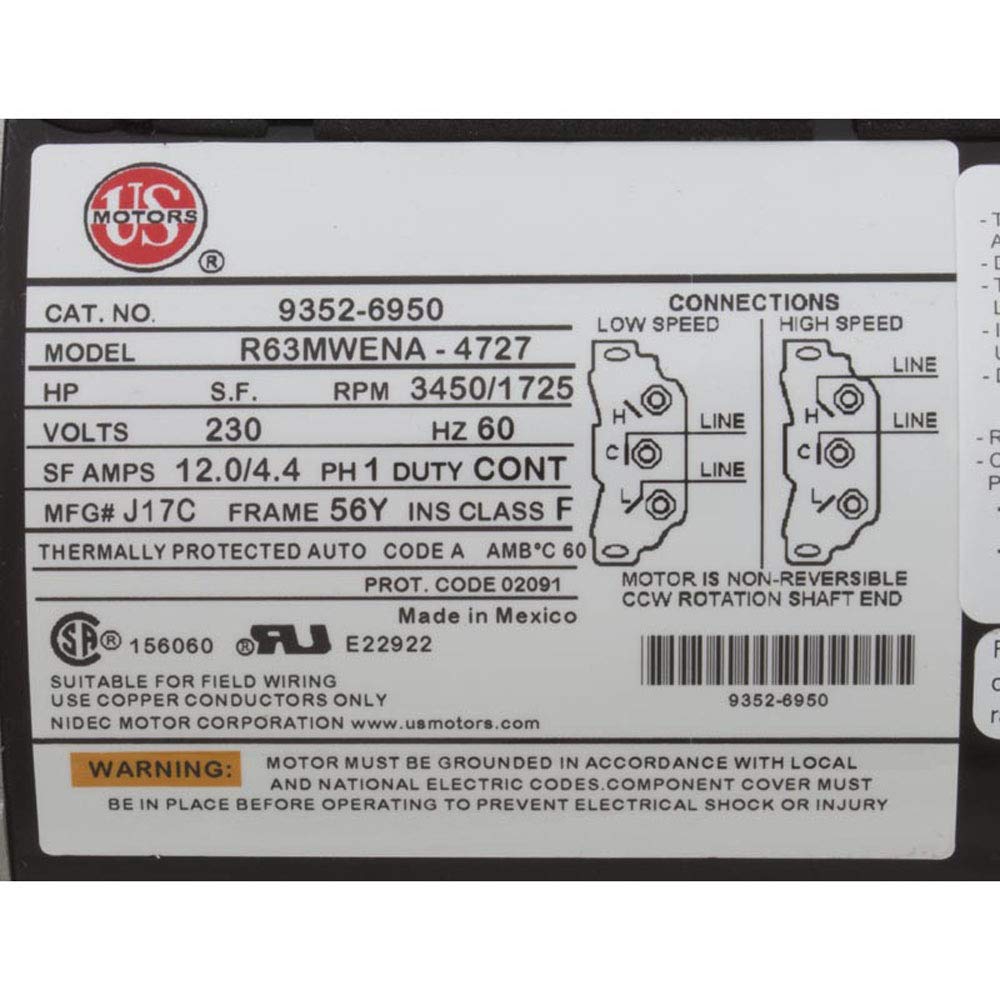 US
MOTORS
®
CAT. NO. 9352-6950
MODEL R63MWENA - 4727
HP S.F. RPM 3450/1725
VOLTS 230 HZ 60
SF AMPS 12.0/4.4 PH 1 DUTY CONT
MFG# J17C FRAME 56Y INS CLASS F
THERMALLY PROTECTED AUTO CODE A AMB°C 60
PROT. CODE 02091
Made in Mexico
SA® 156060 ®RU E22922
SUITABLE FOR FIELD WIRING
USE COPPER CONDUCTORS ONLY
NIDEC MOTOR CORPORATION www.usmotors.com
CONNECTIONS
LOW SPEED
H
LINE
C
LINE
L
HIGH SPEED
LINE
H
LINE
C
L
MOTOR IS NON-REVERSIBLE
CCW ROTATION SHAFT END
9352-6950
WARNING: MOTOR MUST BE GROUNDED IN ACCORDANCE WITH LOCAL
AND NATIONAL ELECTRIC CODES.COMPONENT COVER MUST
BE IN PLACE BEFORE OPERATING TO PREVENT ELECTRICAL SHOCK OR INJURY